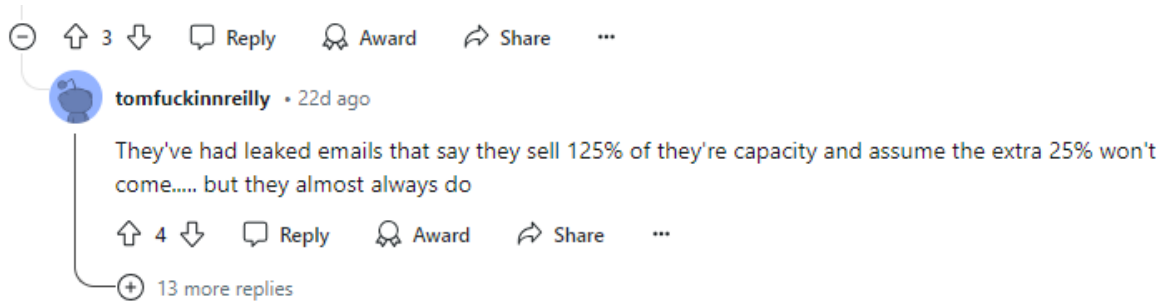 3 Reply Award Share ...
tomfuckinnreilly • 22d ago
They've had leaked emails that say they sell 125% of they're capacity and assume the extra 25% won't
come..... but they almost always do
4 Reply Award Share ...
13 more replies